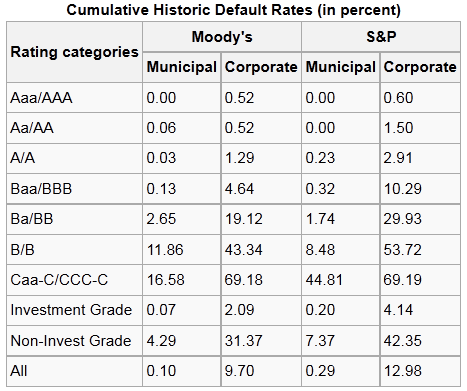 Cumulative Historic Default Rates (in percent)
Rating categories Moody's S&P
Municipal Corporate Municipal Corporate
Aaa/AAA 0.00 0.52 0.00 0.60
Aa/AA 0.06 0.52 0.00 1.50
A/A 0.03 1.29 0.23 2.91
Baa/BBB 0.13 4.64 0.32 10.29
Ba/BB 2.65 19.12 1.74 29.93
B/B 11.86 43.34 8.48 53.72
Caa-C/CCC-C 16.58 69.18 44.81 69.19
Investment Grade 0.07 2.09 0.20 4.14
Non-Invest Grade 4.29 31.37 7.37 42.35
All 0.10 9.70 0.29 12.98